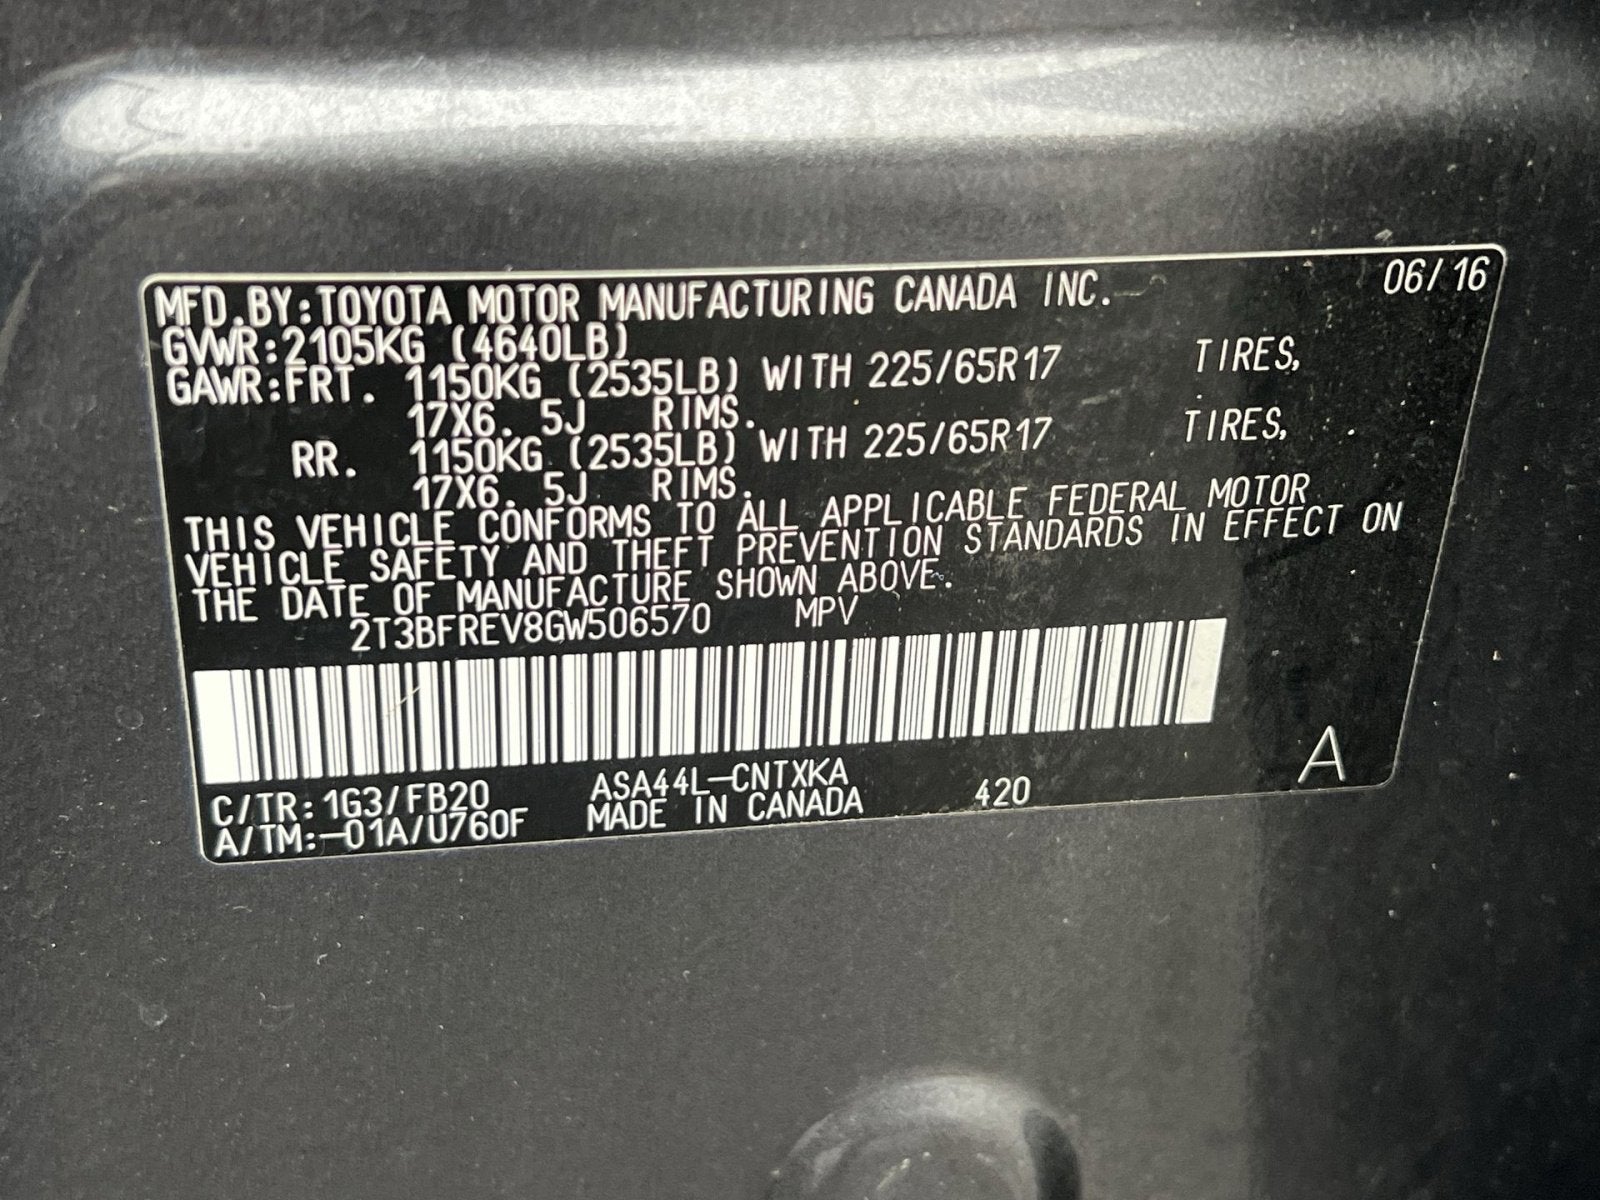 MFD.BY:TOYOTA MOTOR MANUFACTURING CANADA INC. 06/16
GVWR:2105KG (4640LB)
GAWR:FRT. 1150KG (2535LB) WITH 225/65R17 TIRES,
17X6.5J RIMS.
RR. 1150KG (2535LB) WITH 225/65R17 TIRES,
17X6.5J RIMS.
THIS VEHICLE CONFORMS TO ALL APPLICABLE FEDERAL MOTOR
VEHICLE SAFETY AND THEFT PREVENTION STANDARDS IN EFFECT ON
THE DATE OF MANUFACTURE SHOWN ABOVE.
2T3BFREV8GW506570 MPV
C/TR:1G3/FB20 ASA44L-CNTXKA
A/TM:-01A/U760F MADE IN CANADA 420 A